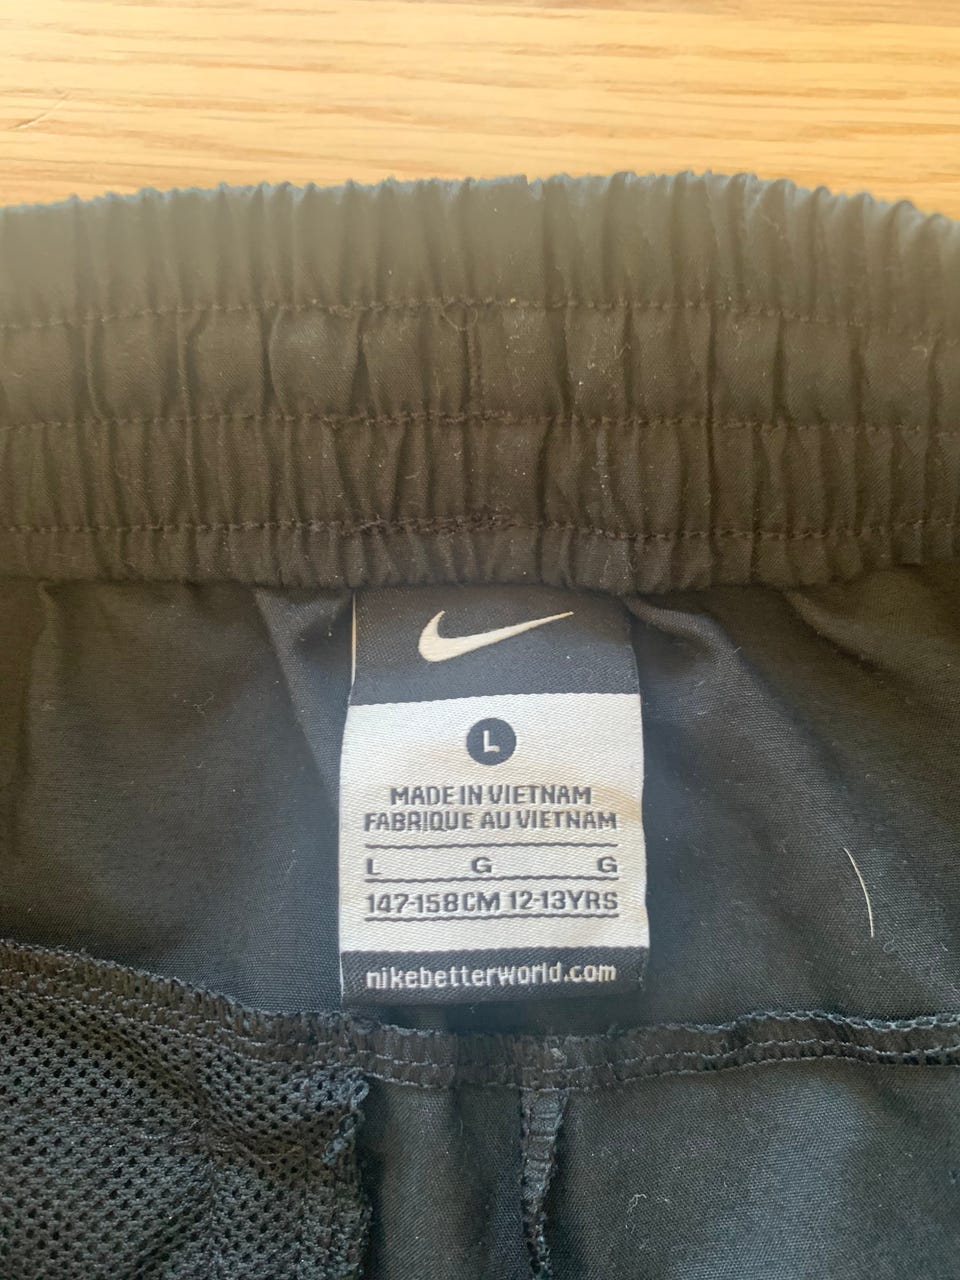 L
MADE IN VIETNAM
FABRIQUE AU VIETNAM
L G G
147-158CM 12-13YRS
nikebetterworld.com